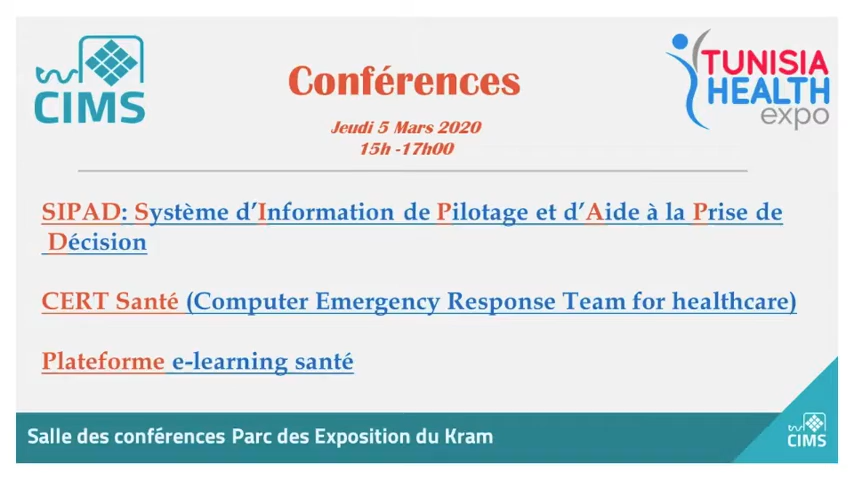 CIMS
Conférences
TUNISIA
HEALTH
expo
Jeudi 5 Mars 2020
15h -17h00
SIPAD: Système d'Information de Pilotage et d'Aide à la Prise de
Décision
CERT Santé (Computer Emergency Response Team for healthcare)
Plateforme e-learning santé
Salle des conférences Parc des Exposition du Kram
CIMS